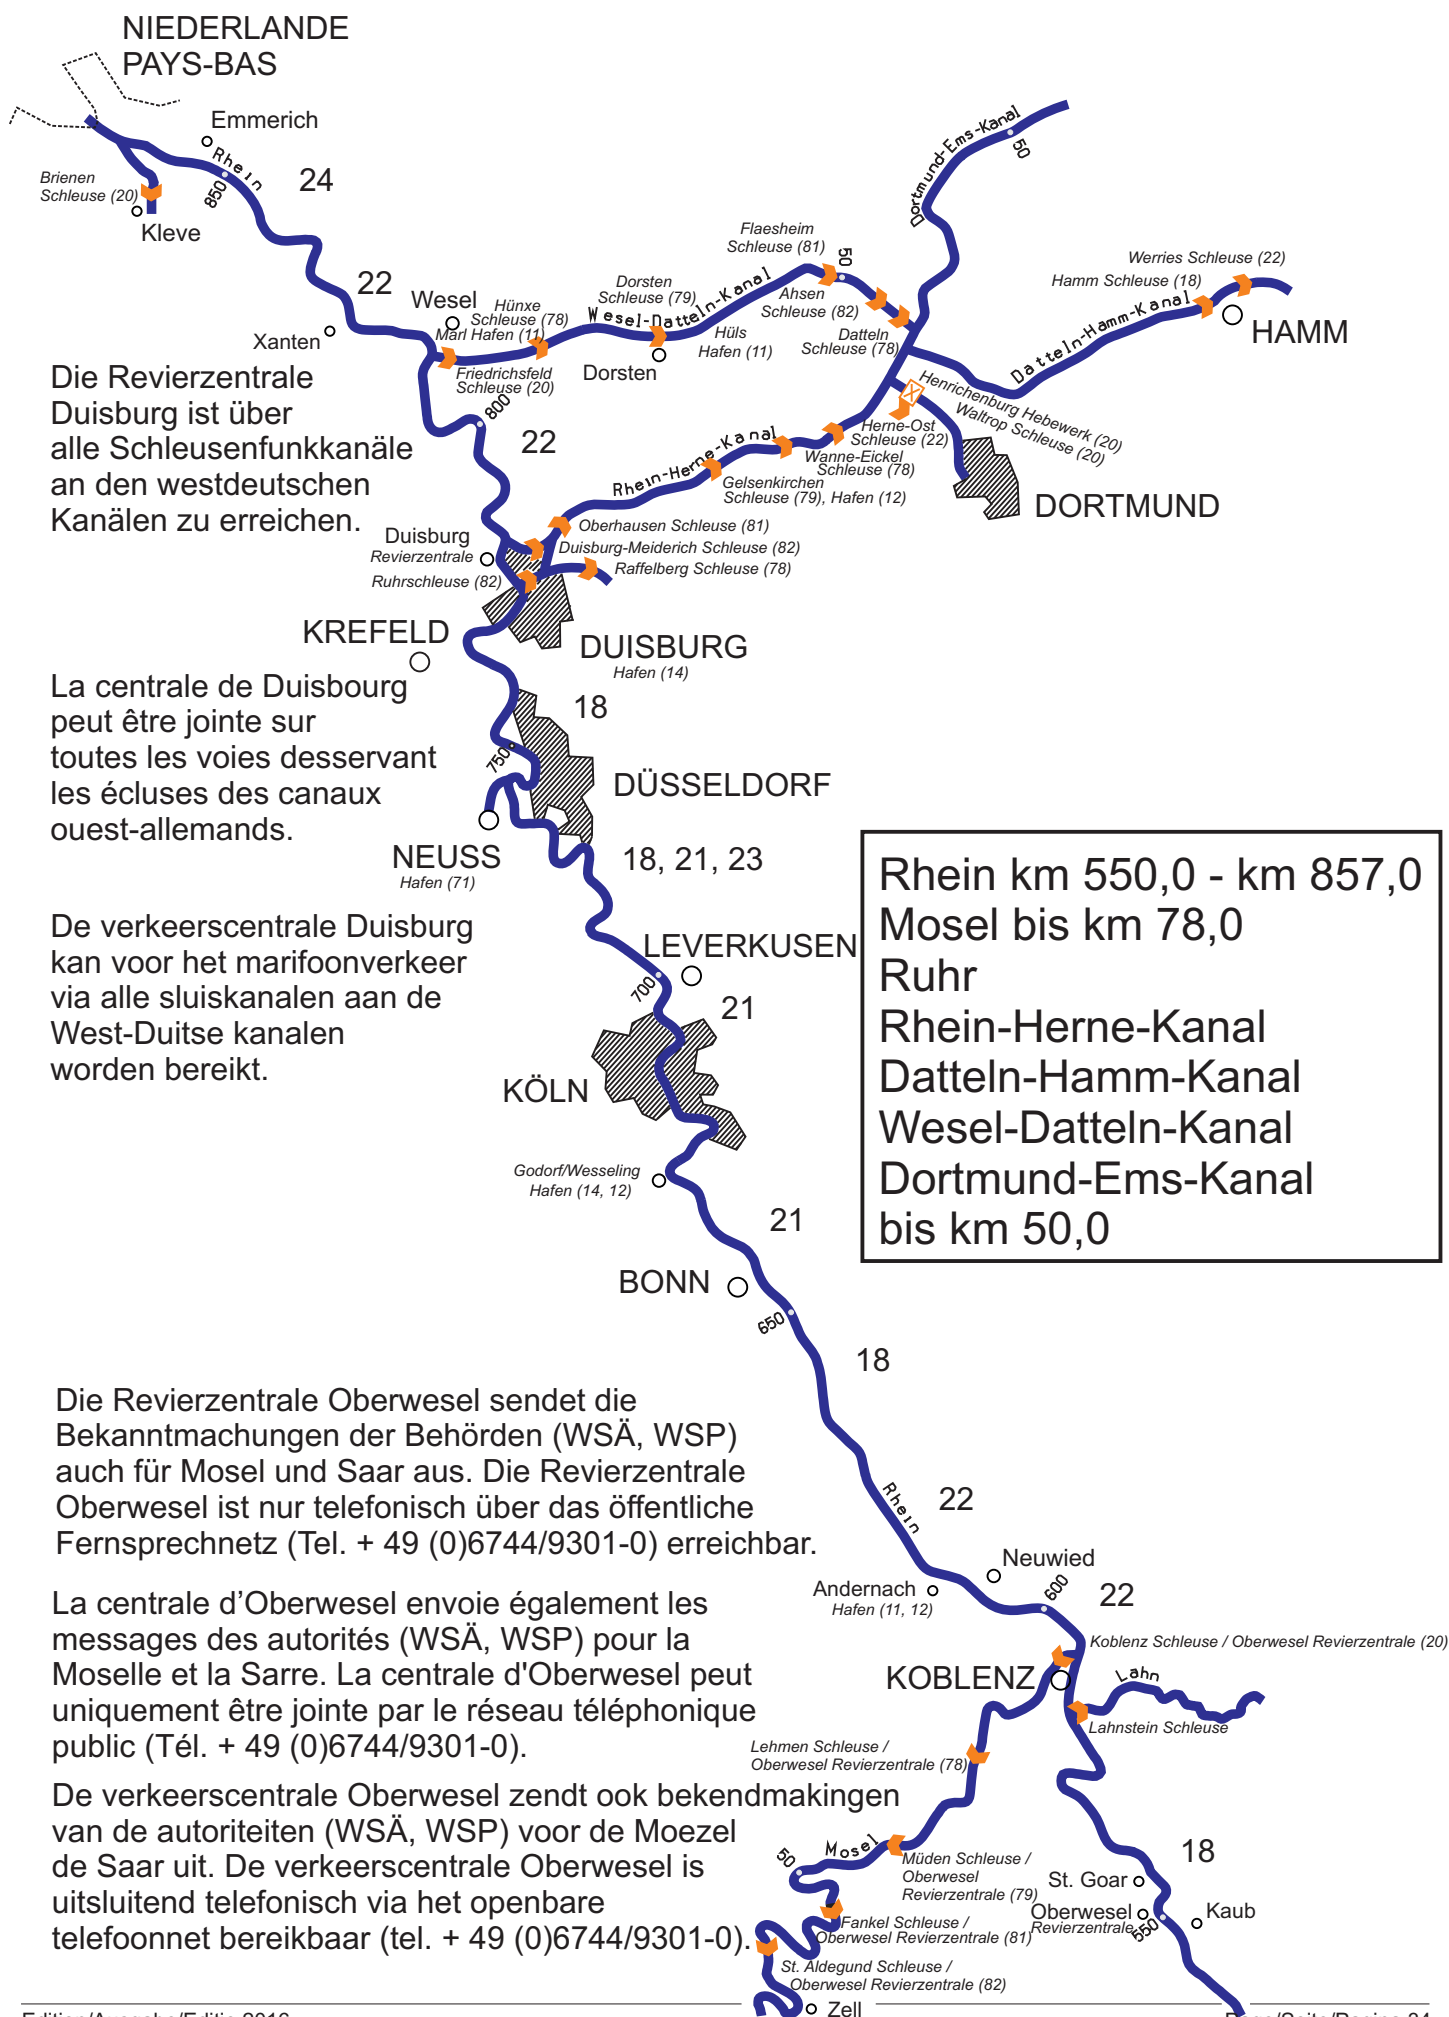 NIEDERLANDE
PAYS-BAS
Emmerich
Rhein
850
24
Brienen
Schleuse (20)
Kleve
Dortmund-Ems-Kanal
50
22
Wesel
Xanten
Hünxe
Schleuse (78)
Marl Hafen (11)
Friedrichsfeld
Schleuse (20)
Dorsten
Schleuse (79)
Wesel-Datteln-Kanal
Dorsten
Hüls
Hafen (11)
Flaesheim
Schleuse (81)
50
Ahsen
Schleuse (82)
Datteln
Schleuse (78)
Werries Schleuse (22)
Hamm Schleuse (18)
Datteln-Hamm-Kanal
HAMM
Die Revierzentrale
Duisburg ist über
alle Schleusenfunkkanäle
an den westdeutschen
Kanälen zu erreichen.
800
22
Henrichenburg Hebewerk (20)
Waltrop Schleuse (20)
Herne-Ost
Schleuse (22)
Wanne-Eickel
Schleuse (78)
Rhein-Herne-Kanal
Gelsenkirchen
Schleuse (79), Hafen (12)
DORTMUND
Oberhausen Schleuse (81)
Duisburg
Revierzentrale
Duisburg-Meiderich Schleuse (82)
Raffelberg Schleuse (78)
Ruhrschleuse (82)
KREFELD
DUISBURG
Hafen (14)
La centrale de Duisbourg
peut être jointe sur
toutes les voies desservant
les écluses des canaux
ouest-allemands.
18
750
DÜSSELDORF
NEUSS
Hafen (71)
18, 21, 23
De verkeerscentrale Duisburg
kan voor het marifoonverkeer
via alle sluiskanalen aan de
West-Duitse kanalen
worden bereikt.
LEVERKUSEN
700
21
KÖLN
Rhein km 550,0 - km 857,0
Mosel bis km 78,0
Ruhr
Rhein-Herne-Kanal
Datteln-Hamm-Kanal
Wesel-Datteln-Kanal
Dortmund-Ems-Kanal
bis km 50,0
Godorf/Wesseling
Hafen (14, 12)
21
BONN
650
18
Die Revierzentrale Oberwesel sendet die
Bekanntmachungen der Behörden (WSÄ, WSP)
auch für Mosel und Saar aus. Die Revierzentrale
Oberwesel ist nur telefonisch über das öffentliche
Fernsprechnetz (Tel. + 49 (0)6744/9301-0) erreichbar.
Rhein
22
Neuwied
Andernach
Hafen (11, 12)
600
22
La centrale d’Oberwesel envoie également les
messages des autorités (WSÄ, WSP) pour la
Moselle et la Sarre. La centrale d'Oberwesel peut
uniquement être jointe par le réseau téléphonique
public (Tél. + 49 (0)6744/9301-0).
Koblenz Schleuse / Oberwesel Revierzentrale (20)
KOBLENZ
Lahn
Lahnstein Schleuse
Lehmen Schleuse /
Oberwesel Revierzentrale (78)
De verkeerscentrale Oberwesel zendt ook bekendmakingen
van de autoriteiten (WSÄ, WSP) voor de Moezel
de Saar uit. De verkeerscentrale Oberwesel is
uitsluitend telefonisch via het openbare
telefoonnet bereikbaar (tel. + 49 (0)6744/9301-0).
Mosel
50
Müden Schleuse /
Oberwesel
Revierzentrale (79)
Fankel Schleuse /
Oberwesel Revierzentrale (81)
St. Aldegund Schleuse /
Oberwesel Revierzentrale (82)
Zell
18
St. Goar
Oberwesel
Revierzentrale
550
Kaub
Edition/Ausgabe/Editie 2016
Page/Seite/Pagina 34